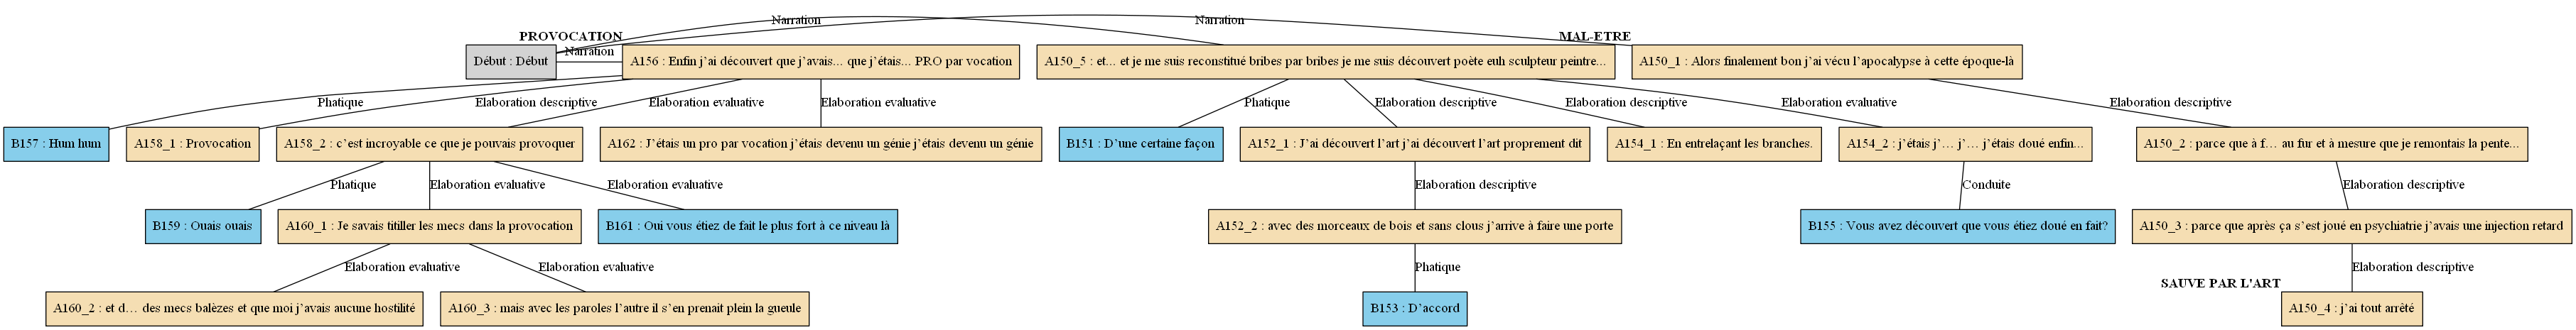 Narration
Narration
PROVOCATION
MAL-ETRE
Narration
Début : Début
A156 : Enfin j'ai découvert que j'avais... que j'étais... PRO par vocation
A150_5 : et... et je me suis reconstitué bribes par bribes je me suis découvert poète euh sculpteur peintre...
A150_1 : Alors finalement bon j'ai vécu l'apocalypse à cette époque-là
Phatique
Elaboration descriptive
Elaboration evaluative
Elaboration evaluative
Phatique
Elaboration descriptive
Elaboration descriptive
Elaboration evaluative
Elaboration descriptive
B157 : Hum hum
A158_1 : Provocation
A158_2 : c'est incroyable ce que je pouvais provoquer
A162 : J'étais un pro par vocation j'étais devenu un génie j'étais devenu un génie
B151 : D'une certaine façon
A152_1 : J'ai découvert l'art j'ai découvert l'art proprement dit
A154_1 : En entrelaçant les branches.
A154_2 : j'étais j'… j'… j'étais doué enfin...
A150_2 : parce que à f… au fur et à mesure que je remontais la pente...
Phatique
Elaboration evaluative
Elaboration evaluative
Elaboration descriptive
Conduite
Elaboration descriptive
B159 : Ouais ouais
A160_1 : Je savais titiller les mecs dans la provocation
B161 : Oui vous étiez de fait le plus fort à ce niveau là
A152_2 : avec des morceaux de bois et sans clous j'arrive à faire une porte
B155 : Vous avez découvert que vous étiez doué en fait?
A150_3 : parce que après ça s'est joué en psychiatrie j'avais une injection retard
Elaboration evaluative
Elaboration evaluative
Phatique
Elaboration descriptive
SAUVE PAR L'ART
A160_2 : et d… des mecs balèzes et que moi j'avais aucune hostilité
A160_3 : mais avec les paroles l'autre il s'en prenait plein la gueule
B153 : D'accord
A150_4 : j'ai tout arrêté